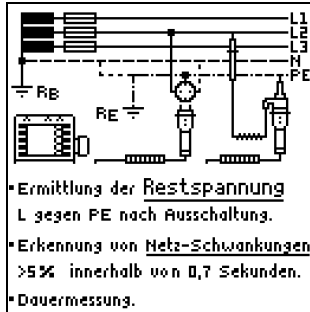 L1
L2
L3
N
PE
RB
RE
▪Ermittlung der Restspannung
L gegen PE nach Ausschaltung.
▪Erkennung von Netz-Schwankungen
>5% innerhalb von 0,7 Sekunden.
▪Dauermessung.